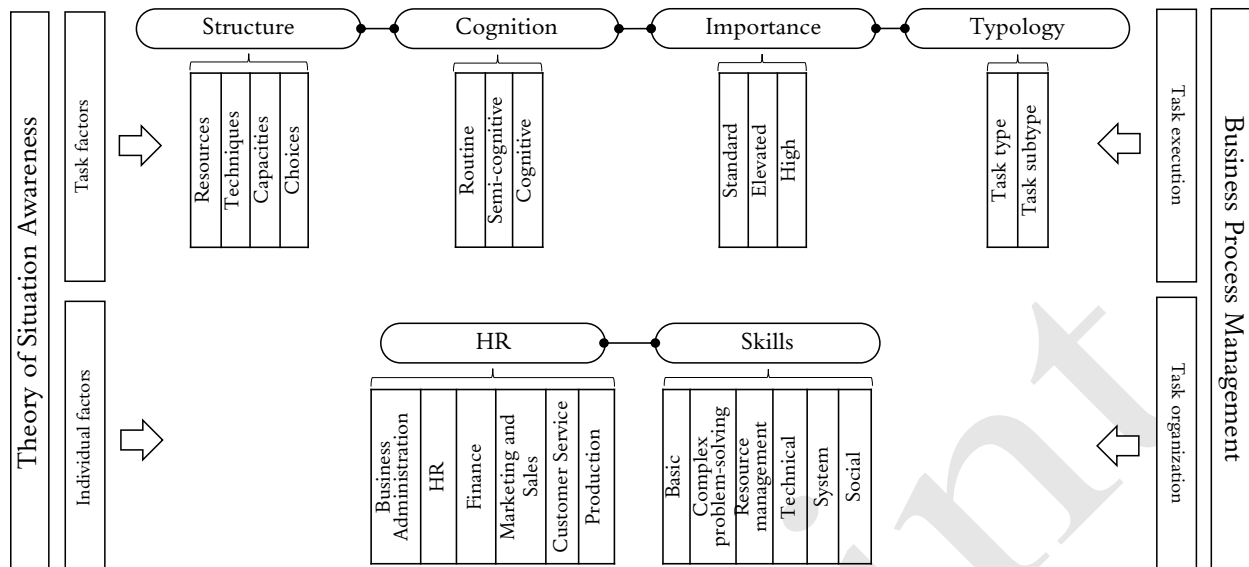 Theory of Situation Awareness
Task factors
Structure
Cognition
Importance
Typology
Task execution
Business Process Management
Resources
Techniques
Capacities
Choices
Routine
Semi-cognitive
Cognitive
Standard
Elevated
High
Task type
Task subtype
Individual factors
HR
Skills
Task organization
Business
Administration
HR
Finance
Marketing and
Sales
Customer Service
Production
Basic
Complex
problem-solving
Resource
management
Technical
System
Social
int